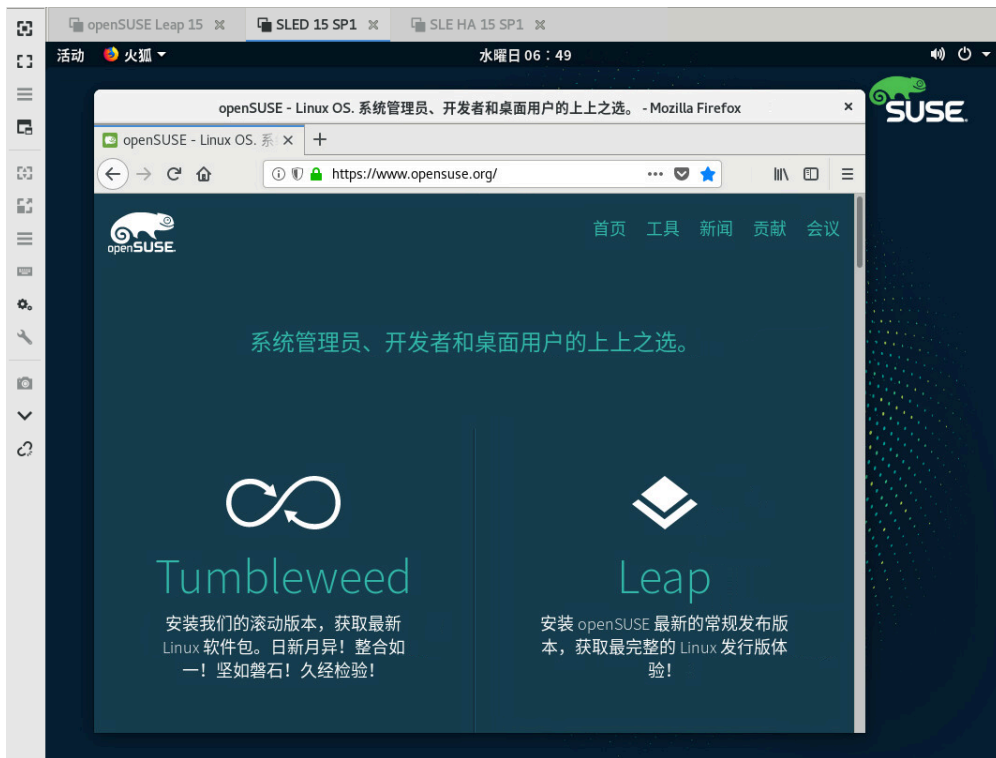 openSUSE Leap 15
SLED 15 SP1
SLE HA 15 SP1
活动 火狐 水曜日 06：49
SUSE.
openSUSE - Linux OS. 系统管理员、开发者和桌面用户的上上之选。 - Mozilla Firefox
openSUSE - Linux OS. 系
https://www.opensuse.org/
openSUSE.
首页 工具 新闻 贡献 会议
系统管理员、开发者和桌面用户的上上之选。
Tumbleweed
安装我们的滚动版本，获取最新
Linux 软件包。日新月异！整合如
一！坚如磐石！久经检验！
Leap
安装 openSUSE 最新的常规发布版
本，获取最完整的 Linux 发行版体
验！